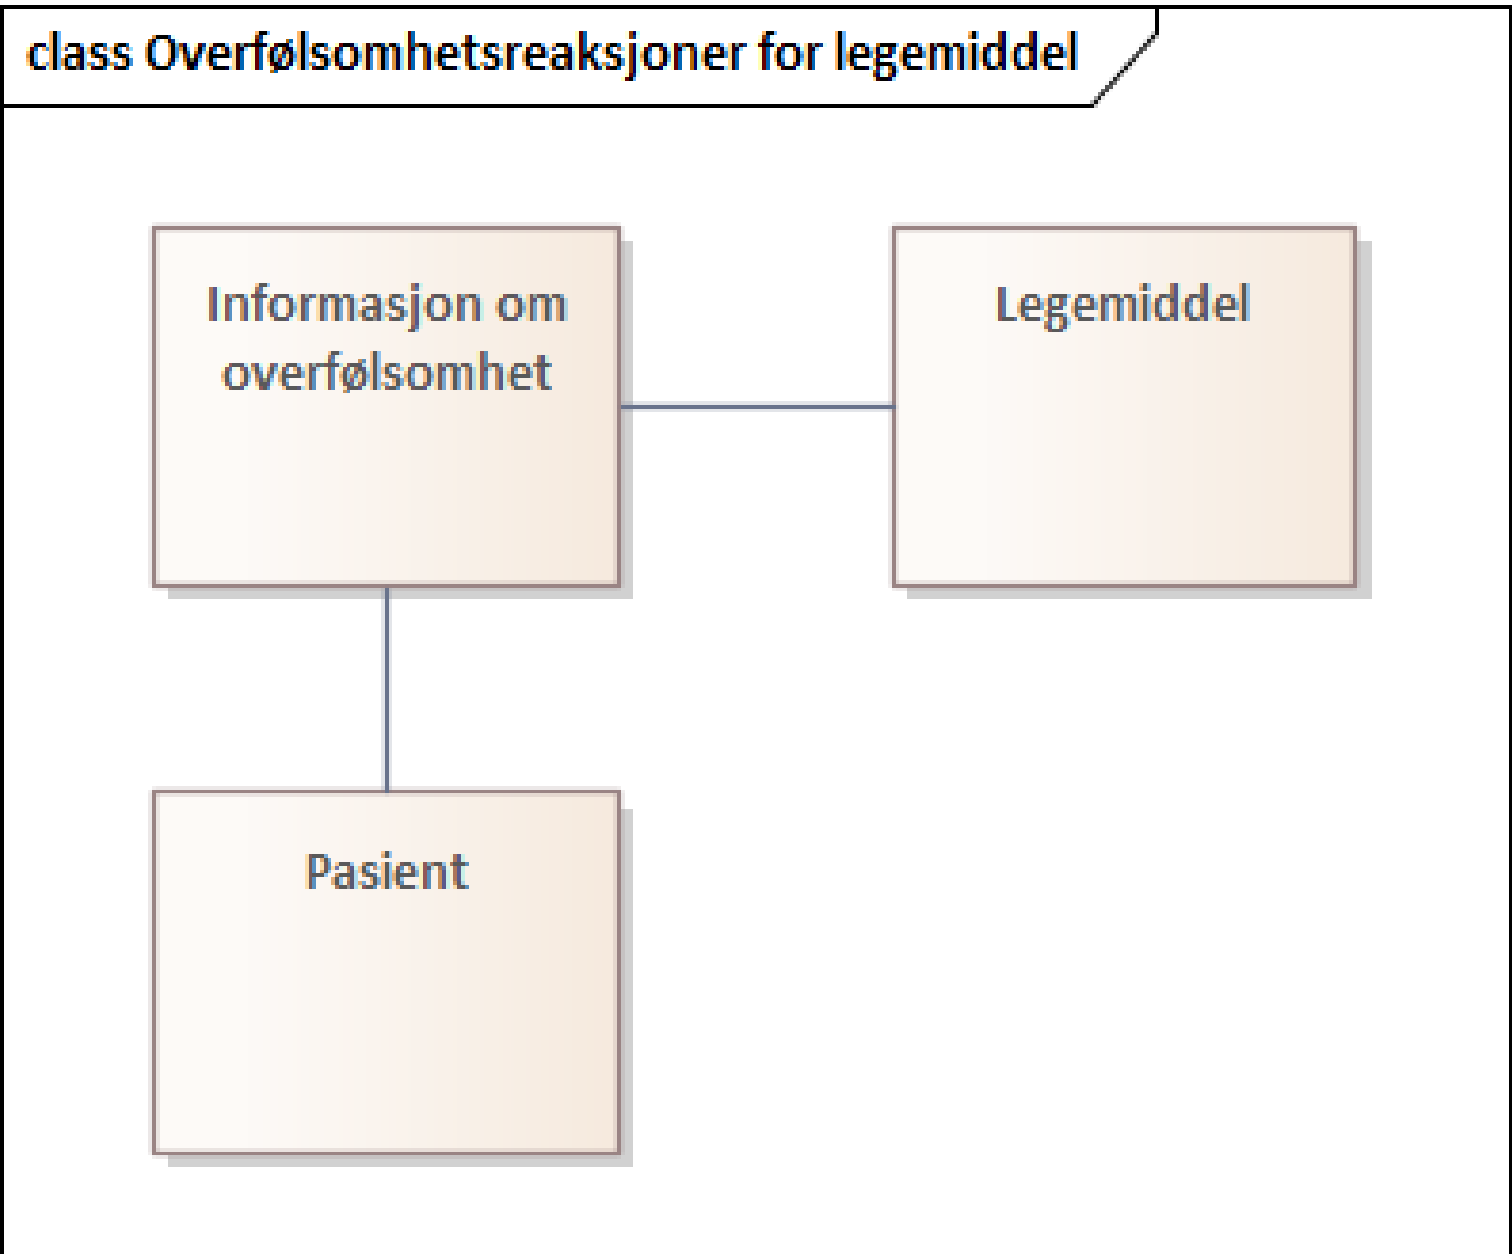 class Overfølsomhetsreaksjoner for legemiddel
Informasjon om
overfølsomhet
Legemiddel
Pasient